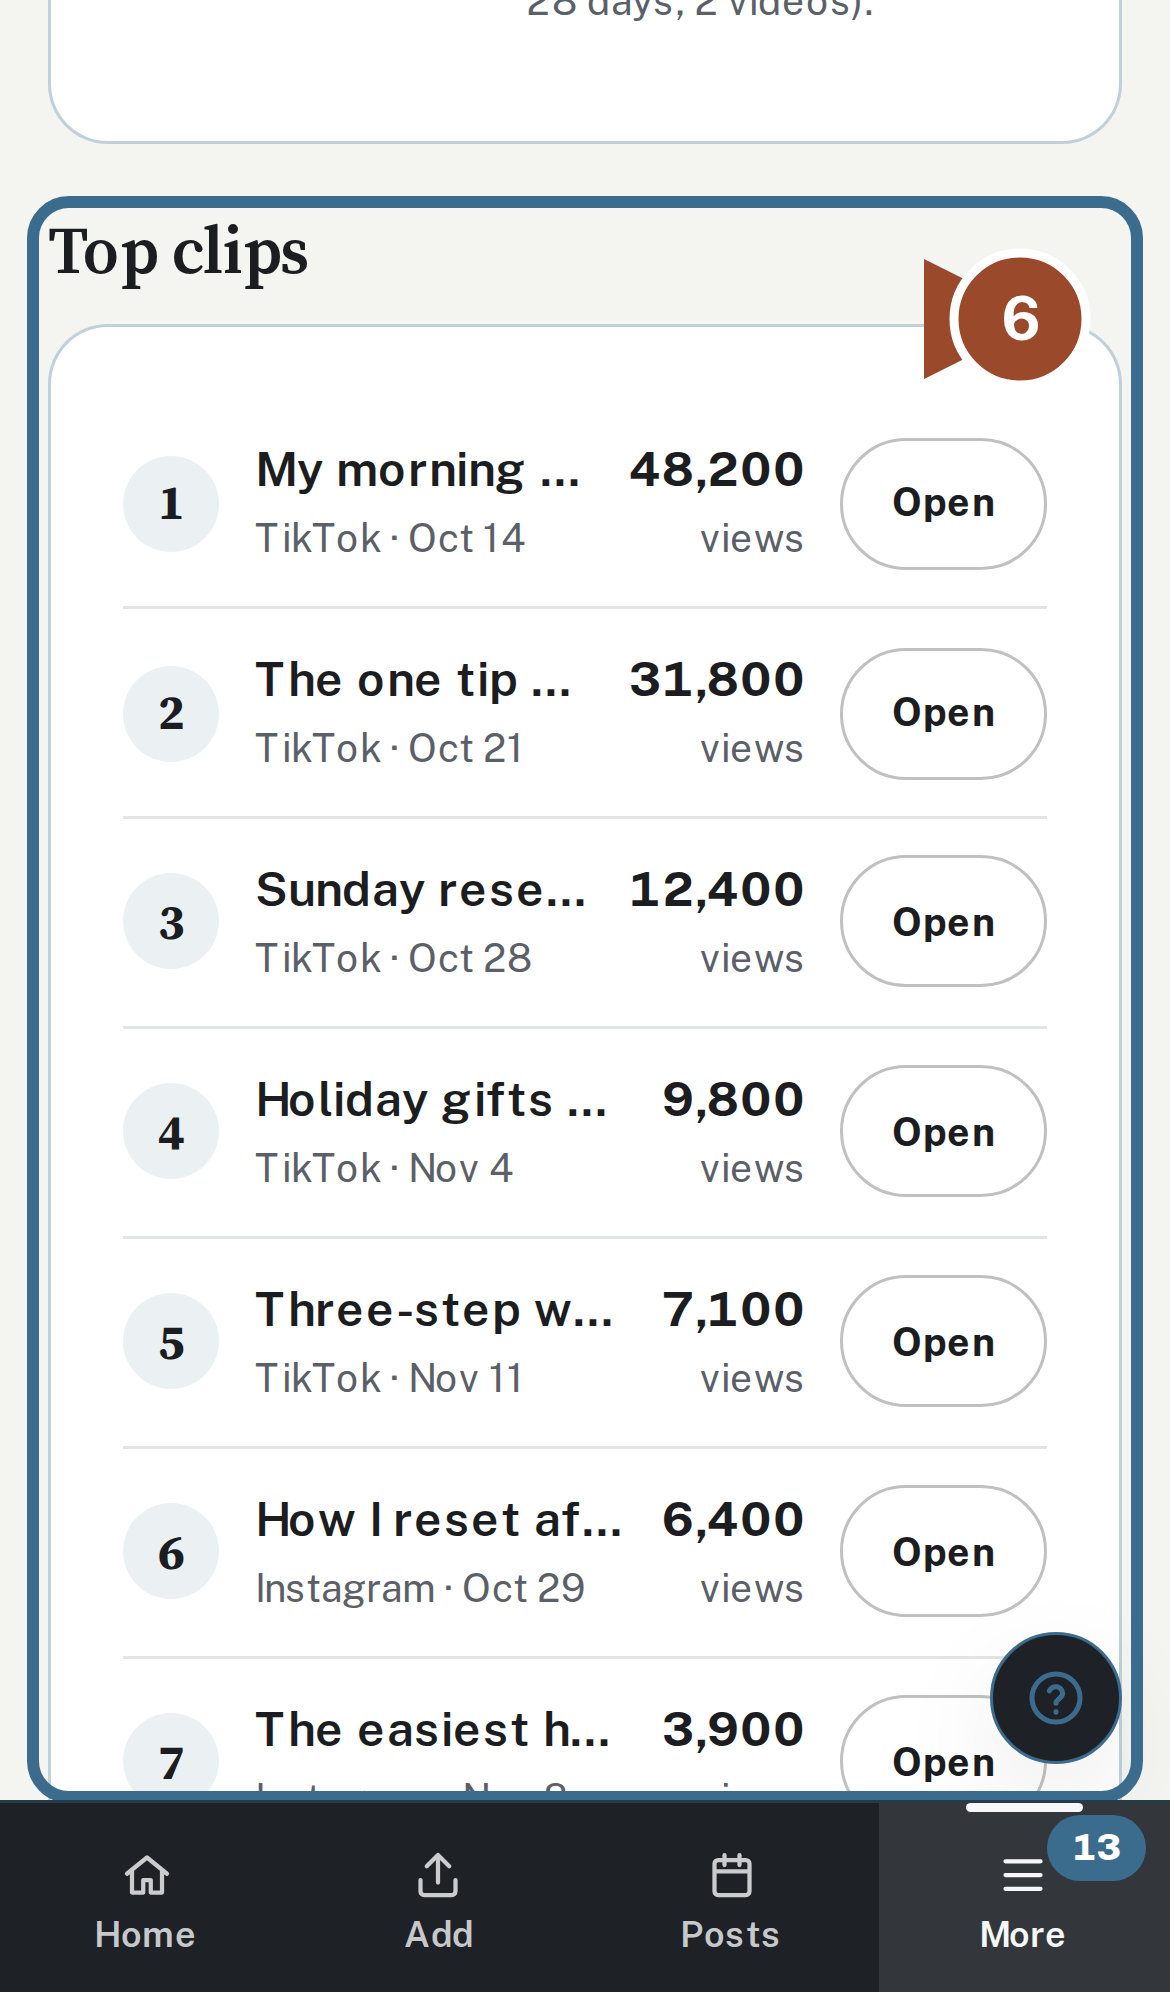 28 days, 2 videos).
Top clips
6
1
My morning ...
48,200
TikTok · Oct 14
views
Open
2
The one tip ...
31,800
TikTok · Oct 21
views
Open
3
Sunday rese...
12,400
TikTok · Oct 28
views
Open
4
Holiday gifts ...
9,800
TikTok · Nov 4
views
Open
5
Three-step w...
7,100
TikTok · Nov 11
views
Open
6
How I reset af...
6,400
Instagram · Oct 29
views
Open
7
The easiest h...
3,900
Open
?
13
Home
Add
Posts
More